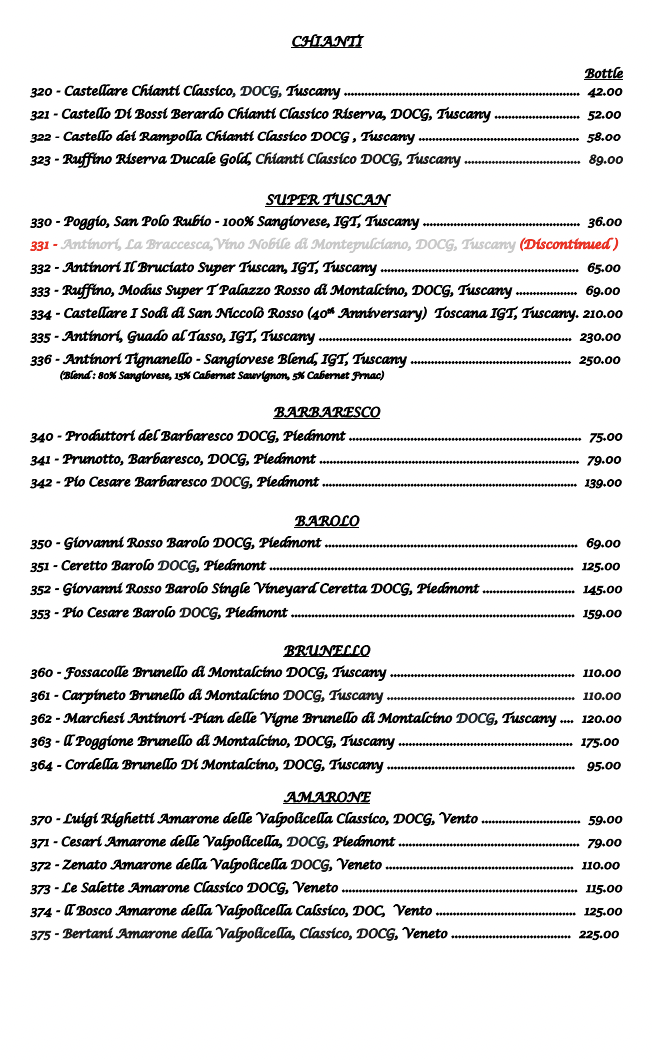 CHIANTI
Bottle
320 - Castellare Chianti Classico, DOCG, Tuscany ........................ 42.00
321 - Castello Di Bossi Berardo Chianti Classico Riserva, DOCG, Tuscany ........................ 52.00
322 - Castello dei Rampolla Chianti Classico DOCG , Tuscany ........................ 58.00
323 - Ruffino Riserva Ducale Gold, Chianti Classico DOCG, Tuscany ........................ 89.00
SUPER TUSCAN
330 - Poggio, San Polo Rubio - 100% Sangiovese, IGT, Tuscany ........................ 36.00
331 - Antinori, La Braccesca,Vino Nobile di Montepulciano, DOCG, Tuscany (Discontinued )
332 - Antinori Il Bruciato Super Tuscan, IGT, Tuscany ........................ 65.00
333 - Ruffino, Modus Super T Palazzo Rosso di Montalcino, DOCG, Tuscany .................. 69.00
334 - Castellare I Sodi di San Niccolò Rosso (40th Anniversary) Toscana IGT, Tuscany. 210.00
335 - Antinori, Guado al Tasso, IGT, Tuscany ........................ 230.00
336 - Antinori Tignanello - Sangiovese Blend, IGT, Tuscany ........................ 250.00
(Blend : 80% Sangiovese, 15% Cabernet Sauvignon, 5% Cabernet Frnac)
BARBARESCO
340 - Produttori del Barbaresco DOCG, Piedmont ........................ 75.00
341 - Prunotto, Barbaresco, DOCG, Piedmont ........................ 79.00
342 - Pio Cesare Barbaresco DOCG, Piedmont ........................ 139.00
BAROLO
350 - Giovanni Rosso Barolo DOCG, Piedmont ........................ 69.00
351 - Ceretto Barolo DOCG, Piedmont ........................ 125.00
352 - Giovanni Rosso Barolo Single Vineyard Ceretta DOCG, Piedmont ........................ 145.00
353 - Pio Cesare Barolo DOCG, Piedmont ........................ 159.00
BRUNELLO
360 - Fossacolle Brunello di Montalcino DOCG, Tuscany ........................ 110.00
361 - Carpineto Brunello di Montalcino DOCG, Tuscany ........................ 110.00
362 - Marchesi Antinori -Pian delle Vigne Brunello di Montalcino DOCG, Tuscany .... 120.00
363 - ll Poggione Brunello di Montalcino, DOCG, Tuscany ........................ 175.00
364 - Cordella Brunello Di Montalcino, DOCG, Tuscany ........................ 95.00
AMARONE
370 - Luigi Righetti Amarone delle Valpolicella Classico, DOCG, Vento ........................ 59.00
371 - Cesari Amarone delle Valpolicella, DOCG, Piedmont ........................ 79.00
372 - Zenato Amarone della Valpolicella DOCG, Veneto ........................ 110.00
373 - Le Salette Amarone Classico DOCG, Veneto ........................ 115.00
374 - ll Bosco Amarone della Valpolicella Calssico, DOC, Vento ........................ 125.00
375 - Bertani Amarone della Valpolicella, Classico, DOCG, Veneto ........................ 225.00